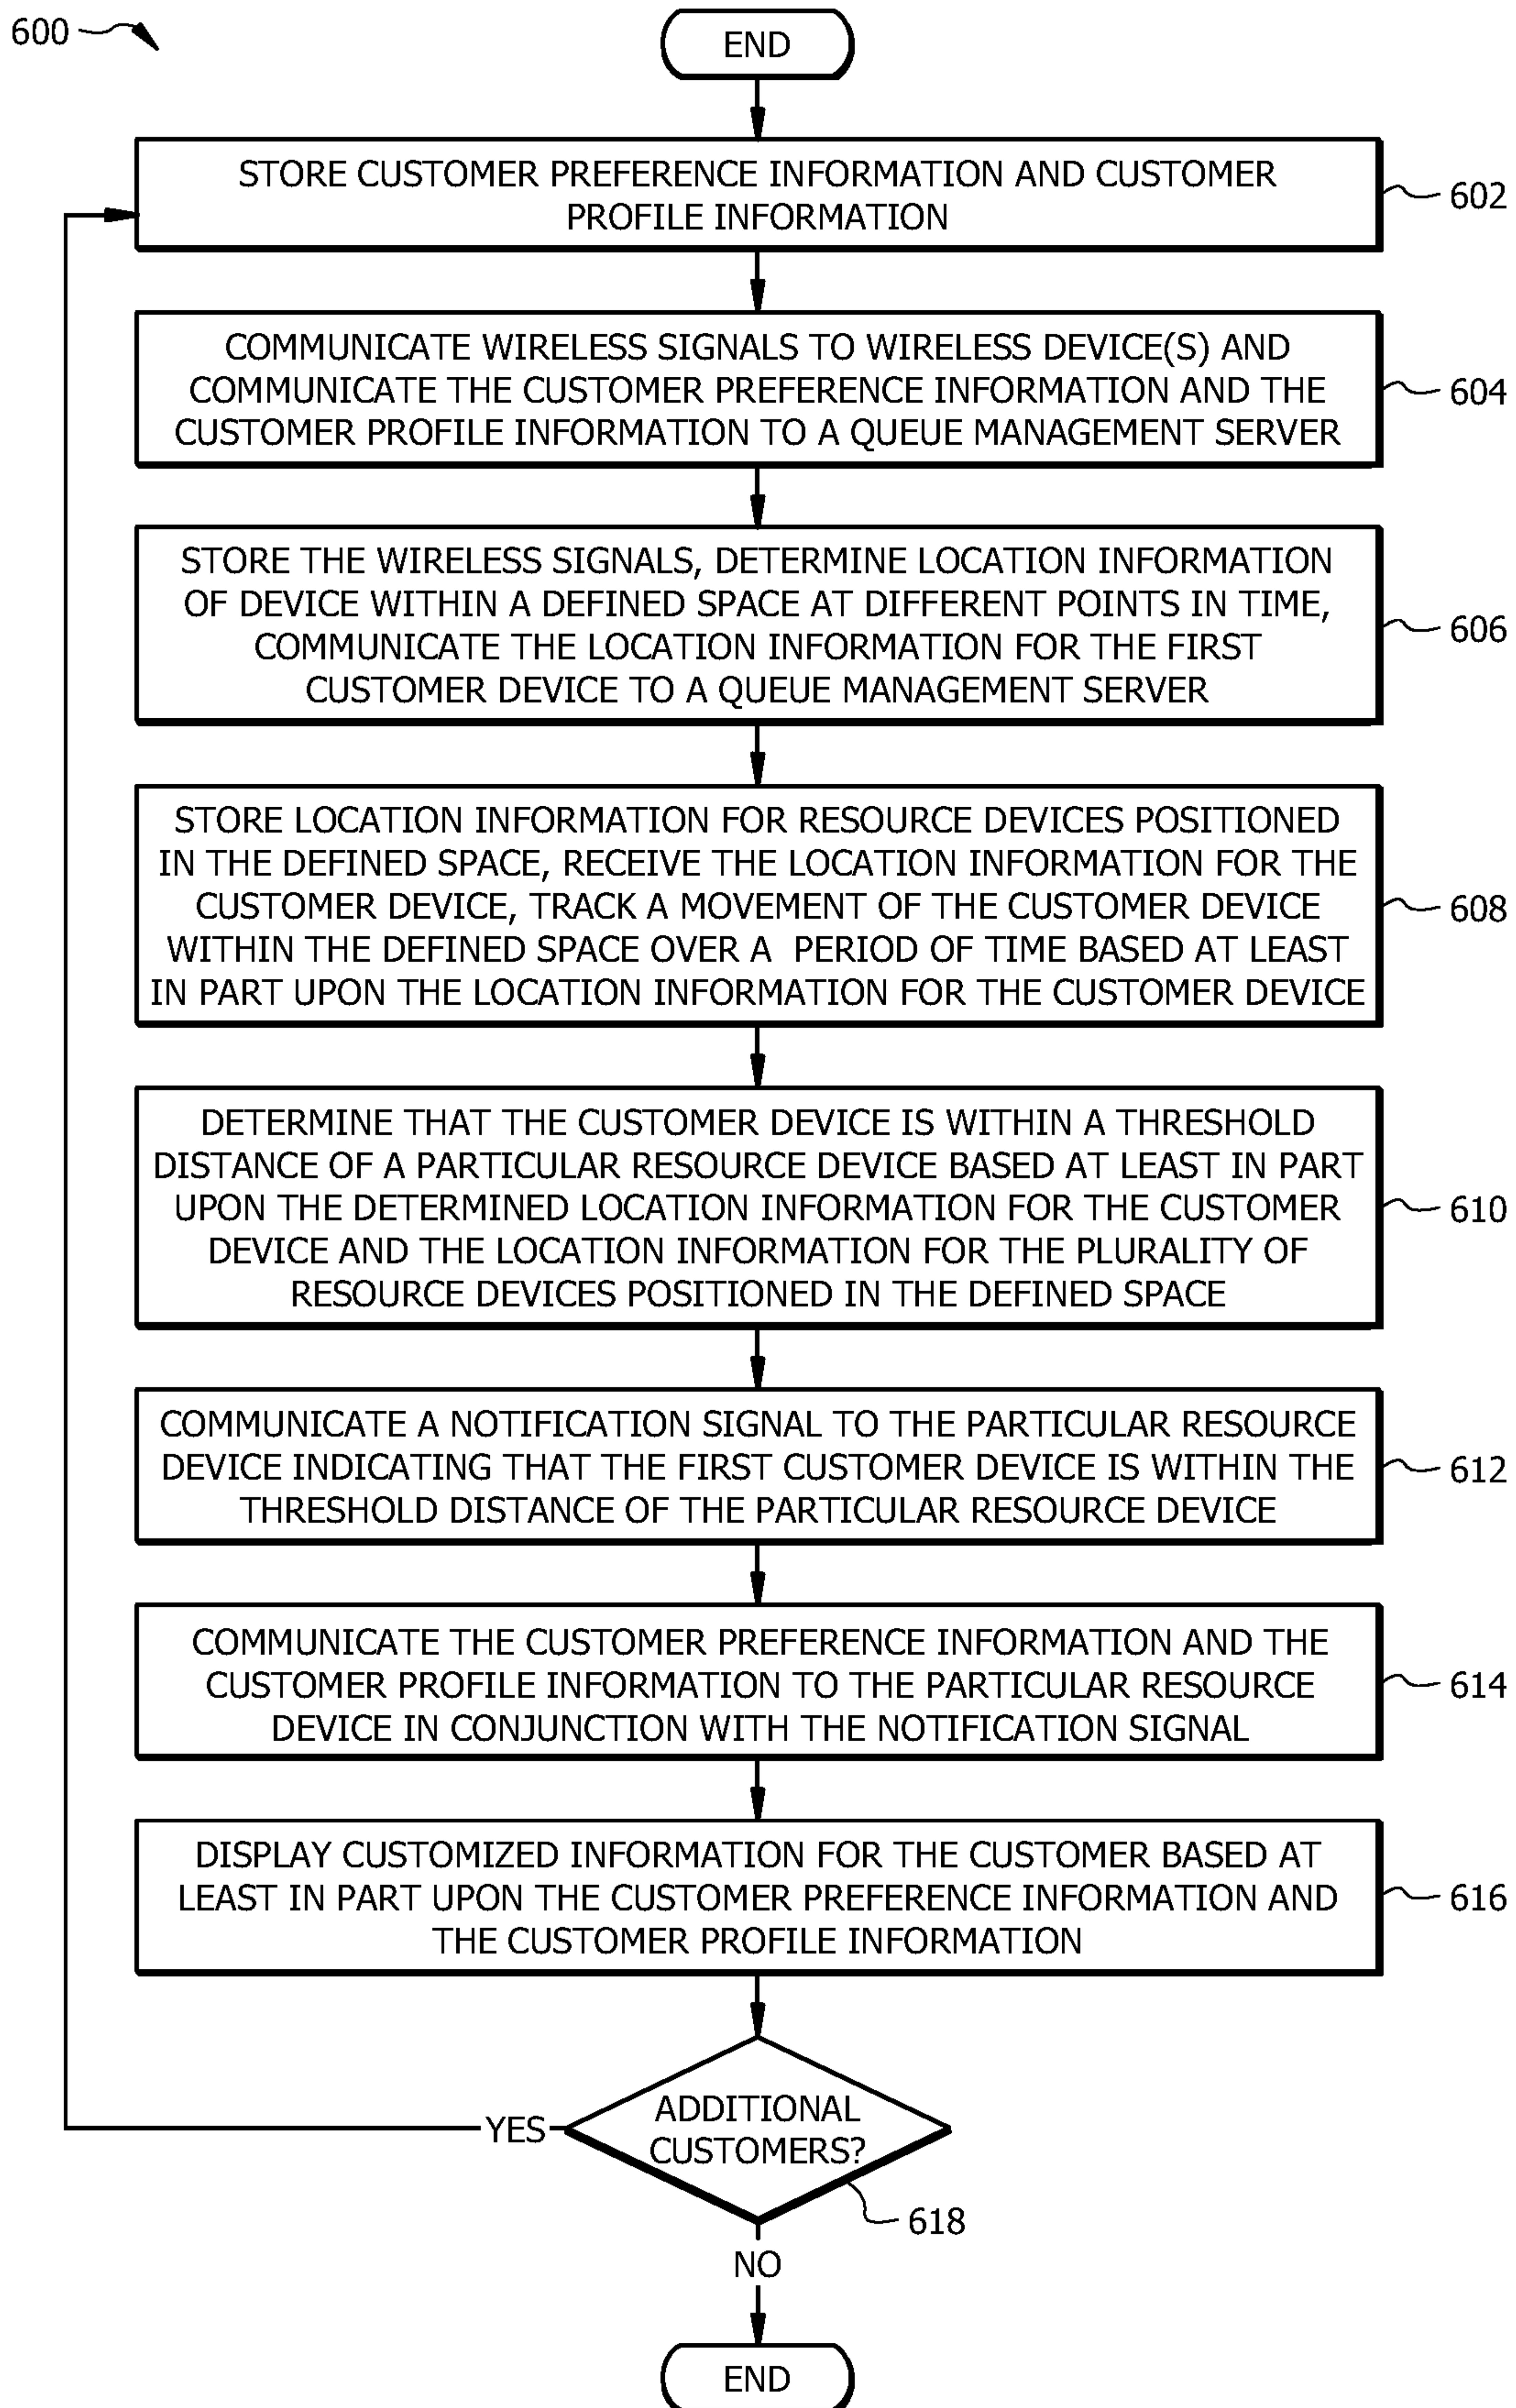 600
END
STORE CUSTOMER PREFERENCE INFORMATION AND CUSTOMER
PROFILE INFORMATION
602
COMMUNICATE WIRELESS SIGNALS TO WIRELESS DEVICE(S) AND
COMMUNICATE THE CUSTOMER PREFERENCE INFORMATION AND THE
CUSTOMER PROFILE INFORMATION TO A QUEUE MANAGEMENT SERVER
604
STORE THE WIRELESS SIGNALS, DETERMINE LOCATION INFORMATION
OF DEVICE WITHIN A DEFINED SPACE AT DIFFERENT POINTS IN TIME,
COMMUNICATE THE LOCATION INFORMATION FOR THE FIRST
CUSTOMER DEVICE TO A QUEUE MANAGEMENT SERVER
606
STORE LOCATION INFORMATION FOR RESOURCE DEVICES POSITIONED
IN THE DEFINED SPACE, RECEIVE THE LOCATION INFORMATION FOR THE
CUSTOMER DEVICE, TRACK A MOVEMENT OF THE CUSTOMER DEVICE
WITHIN THE DEFINED SPACE OVER A PERIOD OF TIME BASED AT LEAST
IN PART UPON THE LOCATION INFORMATION FOR THE CUSTOMER DEVICE
608
DETERMINE THAT THE CUSTOMER DEVICE IS WITHIN A THRESHOLD
DISTANCE OF A PARTICULAR RESOURCE DEVICE BASED AT LEAST IN PART
UPON THE DETERMINED LOCATION INFORMATION FOR THE CUSTOMER
DEVICE AND THE LOCATION INFORMATION FOR THE PLURALITY OF
RESOURCE DEVICES POSITIONED IN THE DEFINED SPACE
610
COMMUNICATE A NOTIFICATION SIGNAL TO THE PARTICULAR RESOURCE
DEVICE INDICATING THAT THE FIRST CUSTOMER DEVICE IS WITHIN THE
THRESHOLD DISTANCE OF THE PARTICULAR RESOURCE DEVICE
612
COMMUNICATE THE CUSTOMER PREFERENCE INFORMATION AND THE
CUSTOMER PROFILE INFORMATION TO THE PARTICULAR RESOURCE
DEVICE IN CONJUNCTION WITH THE NOTIFICATION SIGNAL
614
DISPLAY CUSTOMIZED INFORMATION FOR THE CUSTOMER BASED AT
LEAST IN PART UPON THE CUSTOMER PREFERENCE INFORMATION AND
THE CUSTOMER PROFILE INFORMATION
616
YES
ADDITIONAL
CUSTOMERS?
618
NO
END